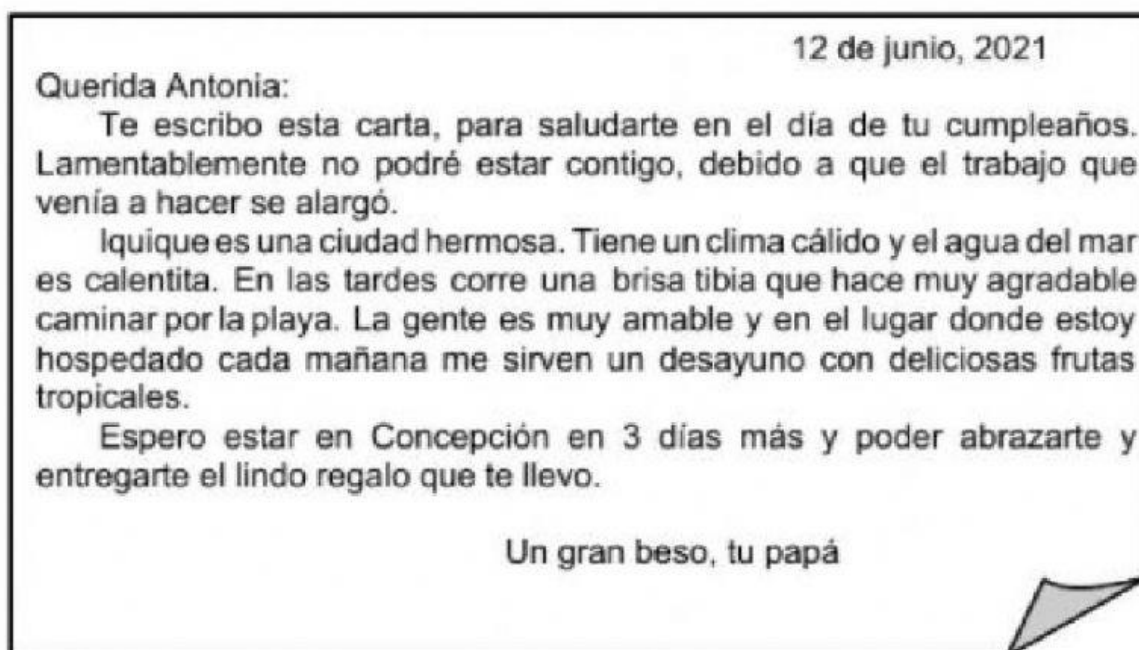 12 de junio, 2021
Querida Antonia:
Te escribo esta carta, para saludarte en el día de tu cumpleaños.
Lamentablemente no podré estar contigo, debido a que el trabajo que
venía a hacer se alargó.
Iquique es una ciudad hermosa. Tiene un clima cálido y el agua del mar
es calentita. En las tardes corre una brisa tibia que hace muy agradable
caminar por la playa. La gente es muy amable y en el lugar donde estoy
hospedado cada mañana me sirven un desayuno con deliciosas frutas
tropicales.
Espero estar en Concepción en 3 días más y poder abrazarte y
entregarte el lindo regalo que te llevo.
Un gran beso, tu papá